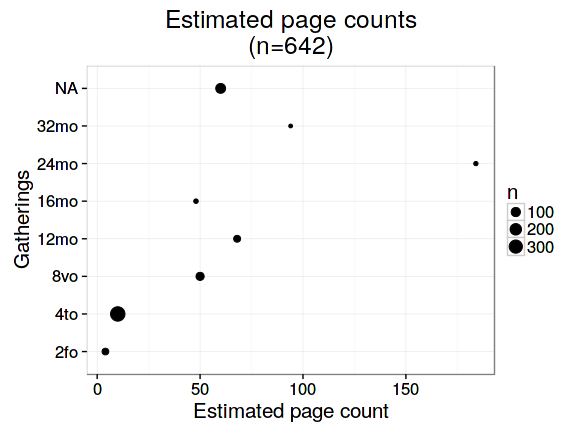 Estimated page counts
(n=642)
Gatherings
NA
32mo
24mo
16mo
12mo
8vo
4to
2fo
0
50
100
150
Estimated page count
n
100
200
300